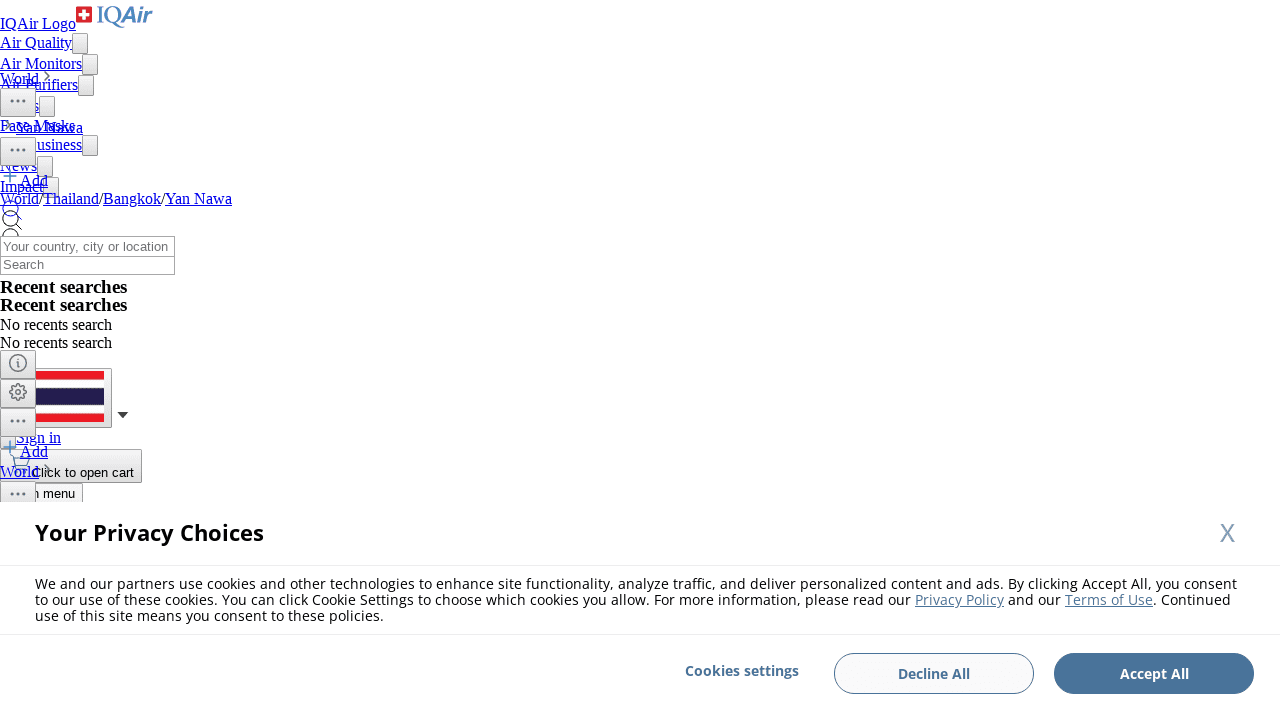 IQAir Logo IQAir
Air Quality
Air Monitors
World
Air Purifiers
Face Masks
Yan Nawa
News
Add
Impact
World/Thailand/Bangkok/Yan Nawa
Your country, city or location
Search
Recent searches
Recent searches
No recents search
No recents search
Sign in
Add
Click to open cart
World
menu
Your Privacy Choices X
We and our partners use cookies and other technologies to enhance site functionality, analyze traffic, and deliver personalized content and ads. By clicking Accept All, you consent
to our use of these cookies. You can click Cookie Settings to choose which cookies you allow. For more information, please read our Privacy Policy and our Terms of Use. Continued
use of this site means you consent to these policies.
Cookies settings Decline All Accept All